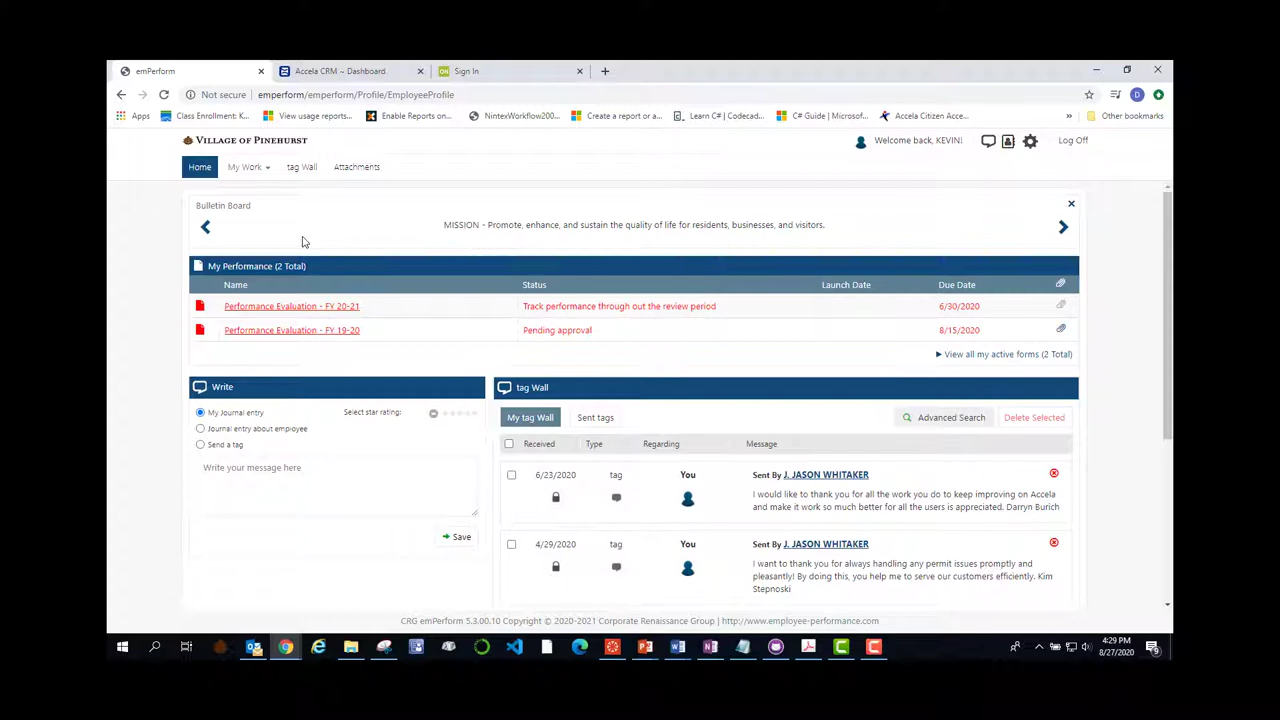 emPerform
Accela CRM ~ Dashboard
Sign In
Not secure
emperform/emperform/Profile/EmployeeProfile
Apps
Class Enrollment: K...
View usage reports...
Enable Reports on...
NintexWorkflow200...
Create a report or a...
Learn C# | Codecad...
C# Guide | Microsof...
Accela Citizen Acce...
»
Other bookmarks
VILLAGE OF PINEHURST
Welcome back, KEVIN!
Log Off
Home
My Work
tag Wall
Attachments
Bulletin Board
MISSION - Promote, enhance, and sustain the quality of life for residents, businesses, and visitors.
My Performance (2 Total)
Name Status Launch Date Due Date
Performance Evaluation - FY 20-21 Track performance through out the review period 6/30/2020
Performance Evaluation - FY 19-20 Pending approval 8/15/2020
View all my active forms (2 Total)
Write
My Journal entry Select star rating:
Journal entry about employee
Send a tag
Write your message here
Save
tag Wall
My tag Wall Sent tags Advanced Search Delete Selected
Received Type Regarding Message
6/23/2020 tag You Sent By J. JASON WHITAKER
I would like to thank you for all the work you do to keep improving on Accela
and make it work so much better for all the users is appreciated. Darryn Burich
4/29/2020 tag You Sent By J. JASON WHITAKER
I want to thank you for always handling any permit issues promptly and
pleasantly! By doing this, you help me to serve our customers efficiently. Kim
Stepnoski
CRG emPerform 5.3.00.10 Copyright © 2020-2021 Corporate Renaissance Group | http://www.employee-performance.com
4:29 PM
8/27/2020